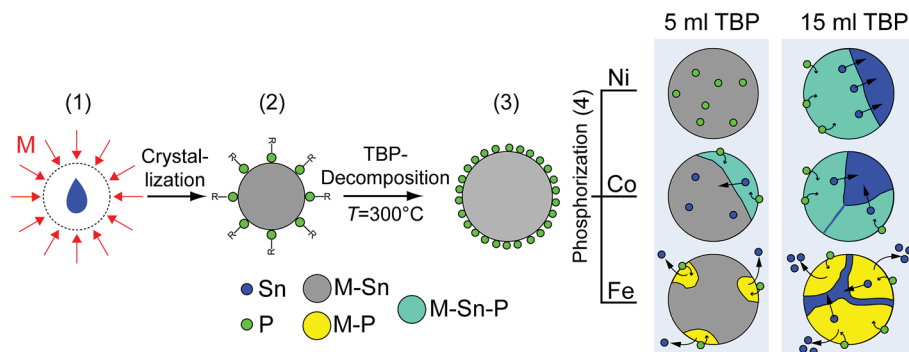 5 ml TBP
15 ml TBP
(1)
(2)
(3)
M
Crystal-
lization
R
R
R
R
R
R
R
R
TBP-
Decomposition
T=300°C
Phosphorization (4)
Ni
Co
Fe
Sn
P
M-Sn
M-P
M-Sn-P